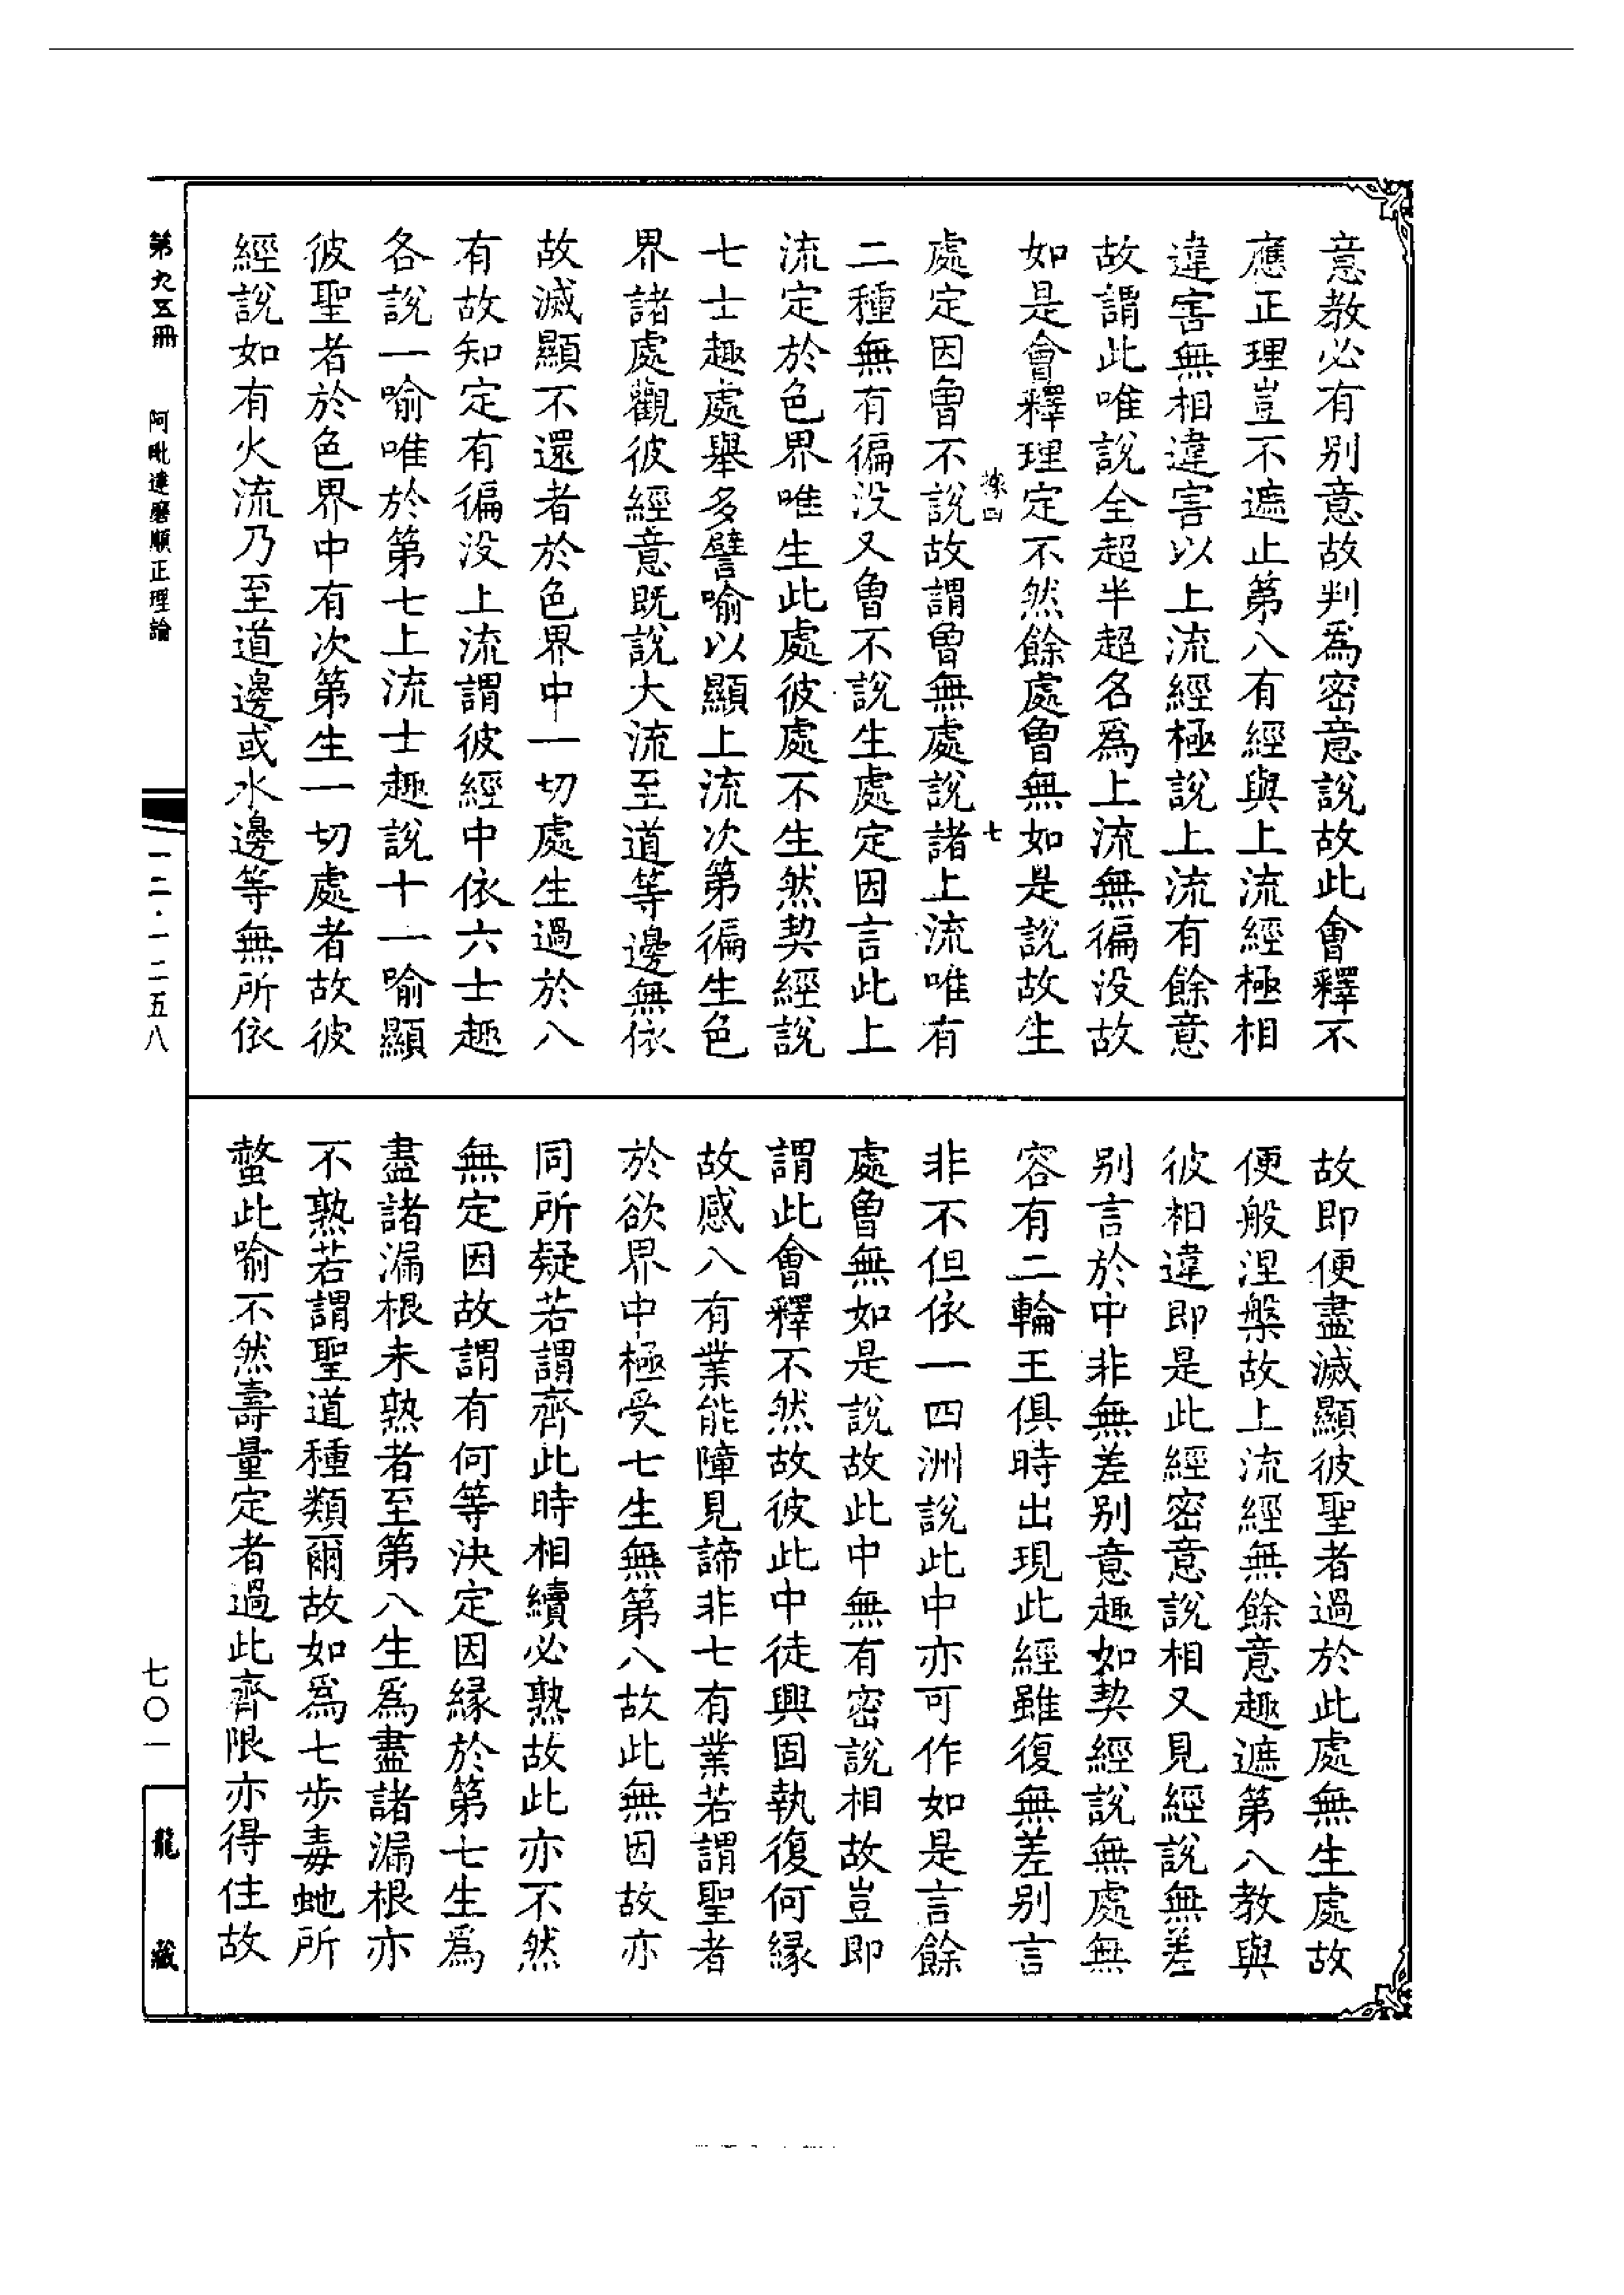 意教必有别意故判為密意說故此會釋不
應正理豈不遮止第八有經與上流經極相
違害無相違害以上流經極說上流有餘意
故謂此唯說全超半超名為上流無徧没故
如是會釋理定不然餘處曾無如是說故生
㨿四 七
處定因曾不說故謂曾無處說諸上流唯有
二種無有徧没又曾不說生處定因言此上
流定於色界唯生此處彼處不生然契經說
七士趣處舉多譬喻以顯上流次第徧生色
界諸處觀彼經意既說大流至道等邊無依
故滅顯不還者於色界中一切處生過於八
有故知定有徧没上流謂彼經中依六士趣
各說一喻唯於第七上流士趣說十一喻顯
彼聖者於色界中有次第生一切處者故彼
經說如有火流乃至道邊或水邊等無所依
故即便盡滅顯彼聖者過於此處無生處故
便般涅槃故上流經無餘意趣遮第八教與
彼相違即是此經密意說相又見經說無差
别言於中非無差别意趣如契經說無處無
容有二輪王俱時出現此經雖復無差别言
非不但依一四洲說此中亦可作如是言餘
處曾無如是說故此中無有密說相故豈即
謂此會釋不然故彼此中徒興固執復何縁
故感八有業能障見諦非七有業若謂聖者
於欲界中極受七生無第八故此無因故亦
同所疑若謂齊此時相續必熟故此亦不然
無定因故謂有何等決定因縁於第七生為
盡諸漏根未熟者至第八生為盡諸漏根亦
不熟若謂聖道種類爾故如為七步毒虵所
螫此喻不然壽量定者過此齊限亦得住故
第九五冊 阿毗達磨順正理論
一二·一二五八
七〇一
龍藏